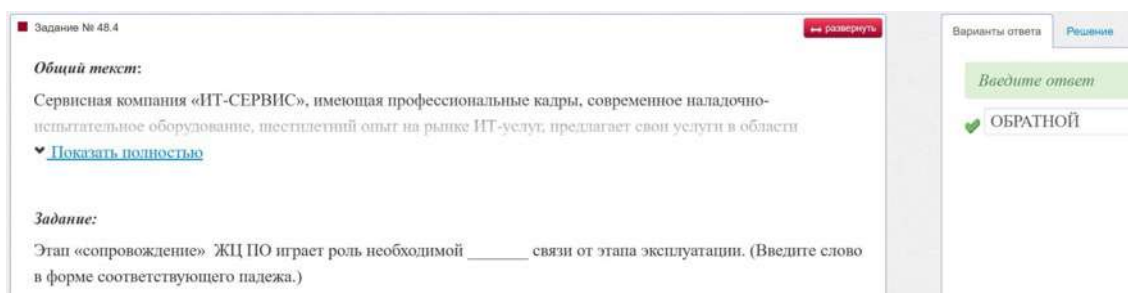 Задание № 48.4
развернуть
Общий текст:
Сервисная компания «ИТ-СЕРВИС», имеющая профессиональные кадры, современное наладочно-
испытательное оборудование, шестилетний опыт на рынке ИТ-услуг, предлагает свои услуги в области
Показать полностью
Задание:
Этап «сопровождение» ЖЦ ПО играет роль необходимой _______ связи от этапа эксплуатации. (Введите слово
в форме соответствующего падежа.)
Варианты ответа
Решение
Введите ответ
ОБРАТНОЙ